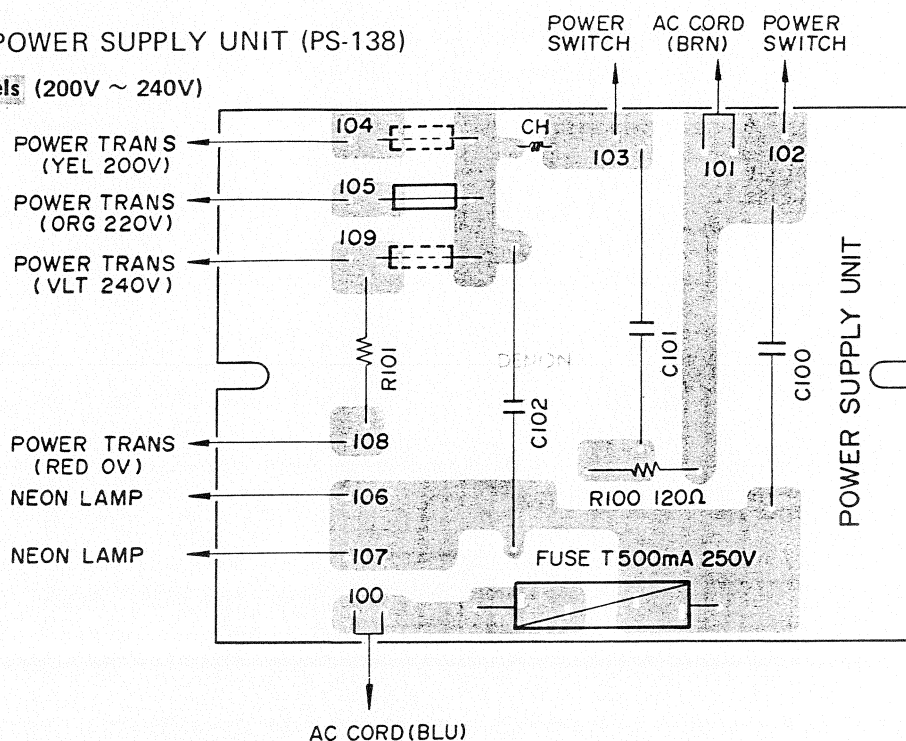 POWER SUPPLY UNIT (PS-138)
els (200V ~ 240V)
POWER SWITCH
AC CORD (BRN)
POWER SWITCH
POWER TRANS
(YEL 200V)
POWER TRANS
(ORG 220V)
POWER TRANS
(VLT 240V)
POWER TRANS
(RED 0V)
NEON LAMP
NEON LAMP
104
105
109
CH
103
101
102
R101
DENON
C102
C101
C100
108
106
107
100
R100 120Ω
FUSE T 500mA 250V
POWER SUPPLY UNIT
AC CORD (BLU)